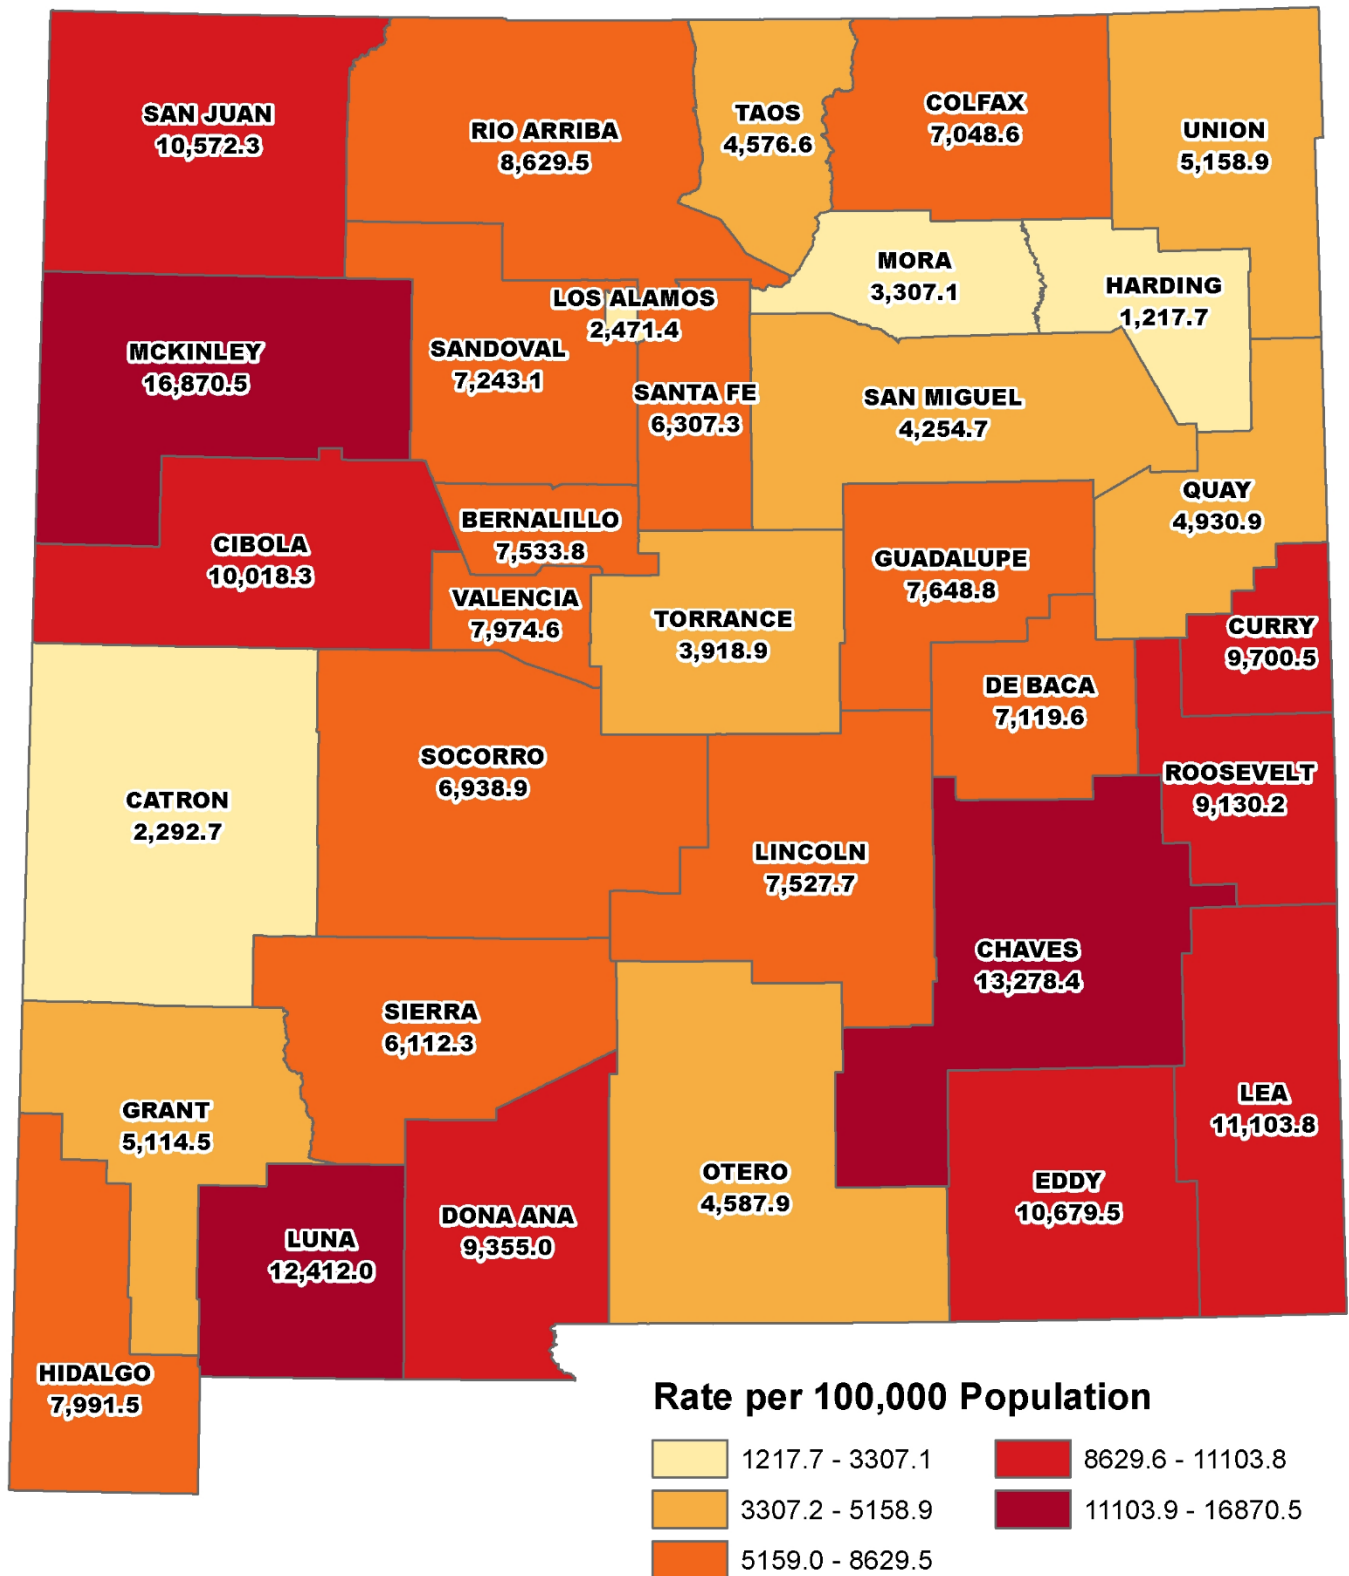 SAN JUAN
10,572.3
RIO ARRIBA
8,629.5
TAOS
4,576.6
COLFAX
7,048.6
UNION
5,158.9
MORA
3,307.1
HARDING
1,217.7
LOS ALAMOS
2,471.4
MCKINLEY
16,870.5
SANDOVAL
7,243.1
SANTA FE
6,307.3
SAN MIGUEL
4,254.7
QUAY
4,930.9
CIBOLA
10,018.3
BERNALILLO
7,533.8
GUADALUPE
7,648.8
VALENCIA
7,974.6
TORRANCE
3,918.9
CURRY
9,700.5
DE BACA
7,119.6
SOCORRO
6,938.9
ROOSEVELT
9,130.2
CATRON
2,292.7
LINCOLN
7,527.7
CHAVES
13,278.4
SIERRA
6,112.3
LEA
11,103.8
GRANT
5,114.5
OTERO
4,587.9
EDDY
10,679.5
DONA ANA
9,355.0
LUNA
12,412.0
HIDALGO
7,991.5
Rate per 100,000 Population
1217.7 - 3307.1
3307.2 - 5158.9
5159.0 - 8629.5
8629.6 - 11103.8
11103.9 - 16870.5